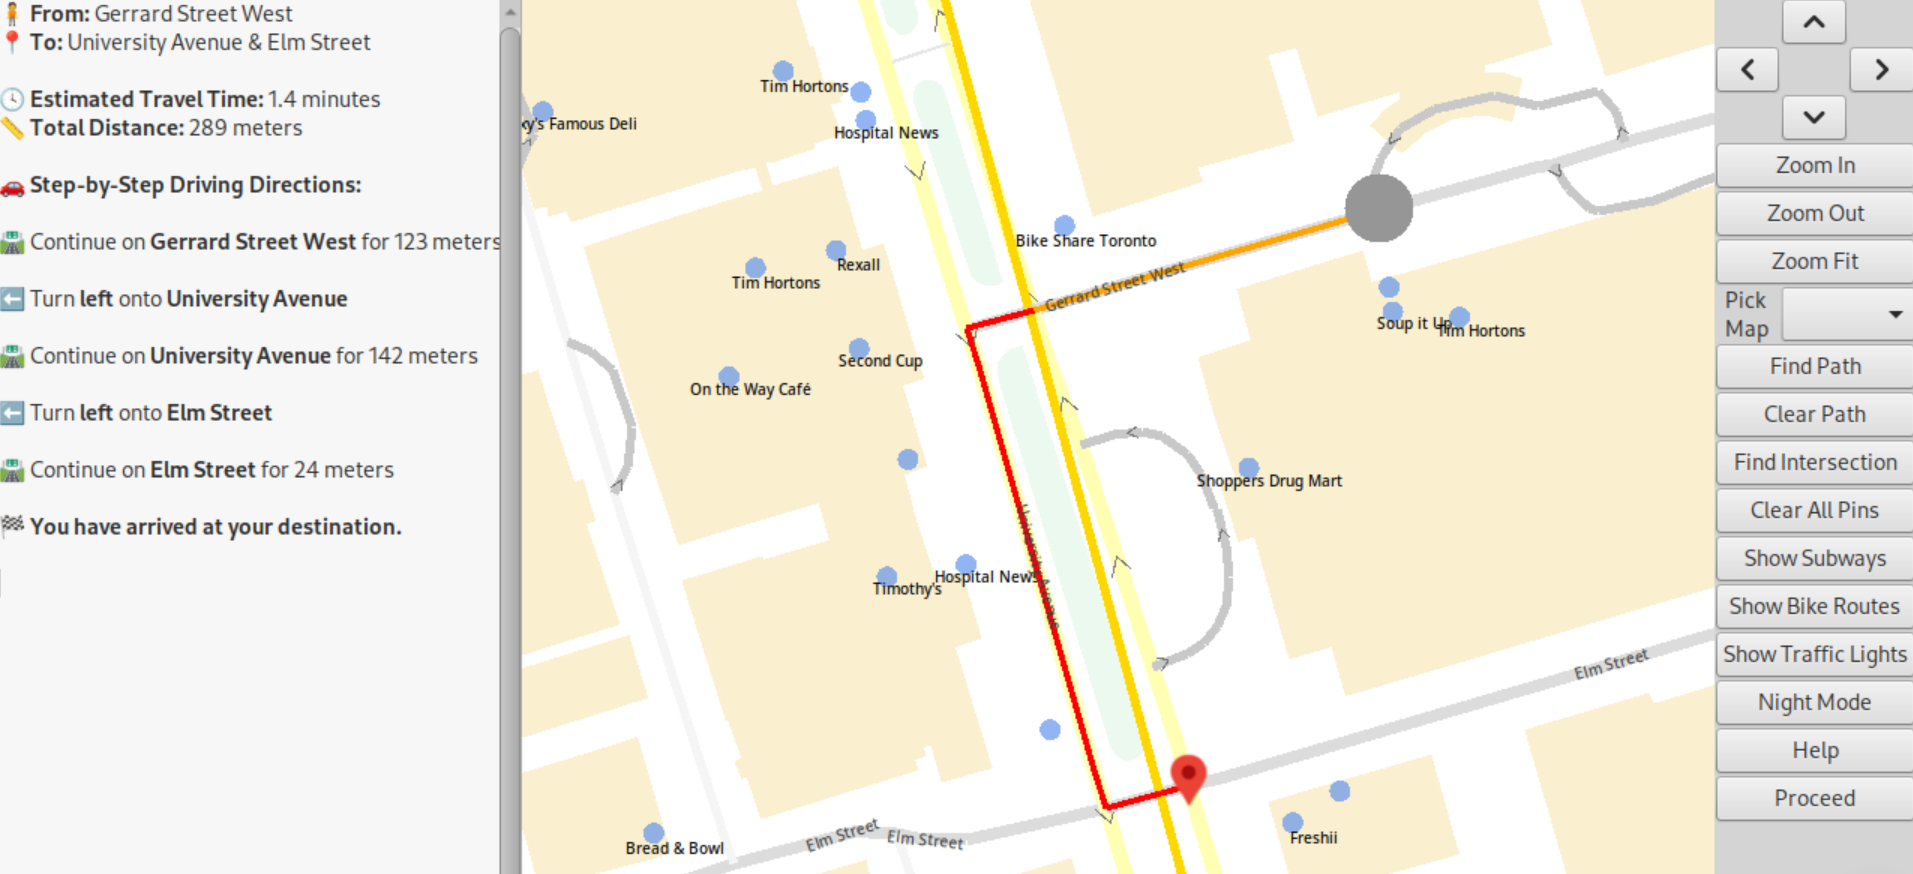 From: Gerrard Street West
To: University Avenue & Elm Street
Estimated Travel Time: 1.4 minutes
Total Distance: 289 meters
Step-by-Step Driving Directions:
Continue on Gerrard Street West for 123 meters
Turn left onto University Avenue
Continue on University Avenue for 142 meters
Turn left onto Elm Street
Continue on Elm Street for 24 meters
You have arrived at your destination.
Tim Hortons
Hospital News
xy's Famous Deli
Bike Share Toronto
Rexall
Tim Hortons
Gerrard Street West
Soup it Up
Tim Hortons
Second Cup
On the Way Café
Shoppers Drug Mart
University Avenue
Hospital News
Timothy's
Elm Street
Elm Street
Elm Street
Freshii
Bread & Bowl
Zoom In
Zoom Out
Zoom Fit
Pick
Map
Find Path
Clear Path
Find Intersection
Clear All Pins
Show Subways
Show Bike Routes
Show Traffic Lights
Night Mode
Help
Proceed